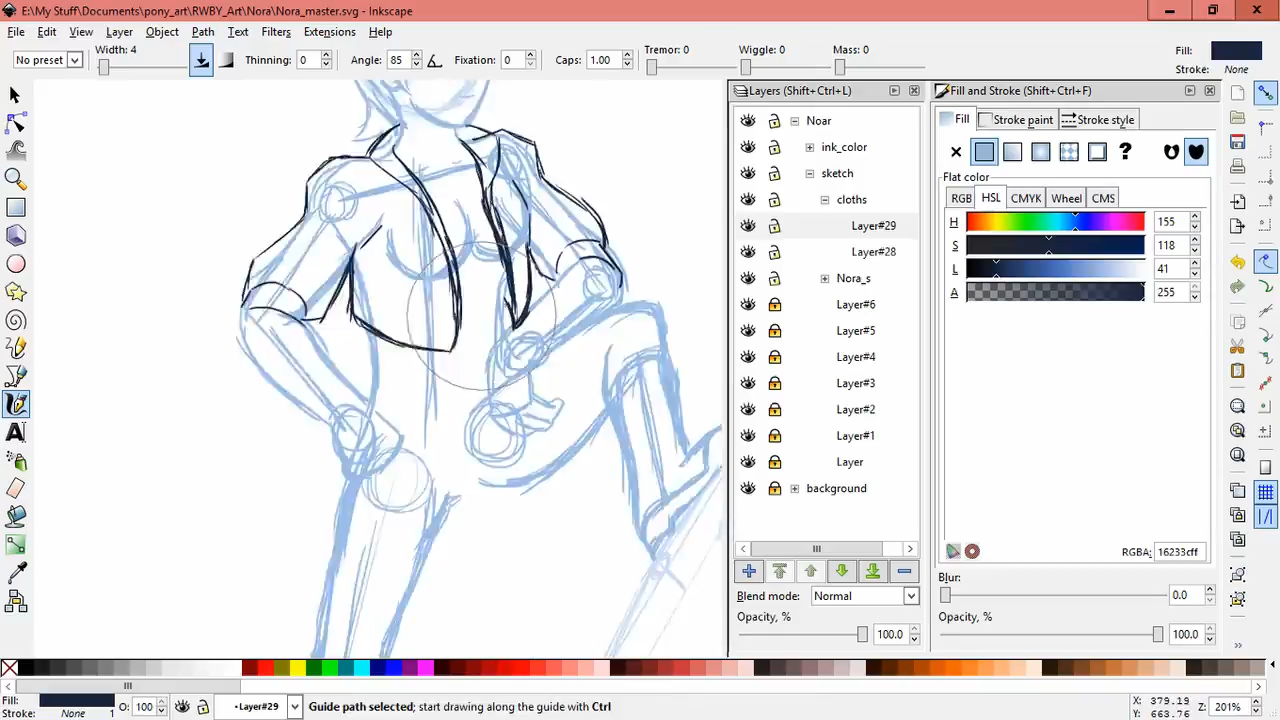 E:\My Stuff\Documents\pony_art\RWBY_Art\Nora\Nora_master.svg - Inkscape
File Edit View Layer Object Path Filters Text Extensions Help
No preset Width: 4 Thinning: 0 Angle: 85 Fixation: 0 Caps: 1.00 Tremor: 0 Wiggle: 0 Mass: 0 Fill:
Stroke: None
Layers (Shift+Ctrl+L)
Noar
ink_color
sketch
cloths
Layer#29
Layer#28
Nora_s
Layer#6
Layer#5
Layer#4
Layer#3
Layer#2
Layer#1
Layer
background
Blend mode: Normal
Opacity, %
100.0
Fill and Stroke (Shift+Ctrl+F)
Fill Stroke paint Stroke style
?
Flat color
RGB HSL CMYK Wheel CMS
H 155
S 118
L 41
A 255
RGBA: 16233cff
Blur:
0.0
Opacity, %
100.0
Fill: O: 100 •Layer#29 Guide path selected; start drawing along the guide with Ctrl X: 379.19 Z: 201%
Stroke: None 1 Y: 663.76